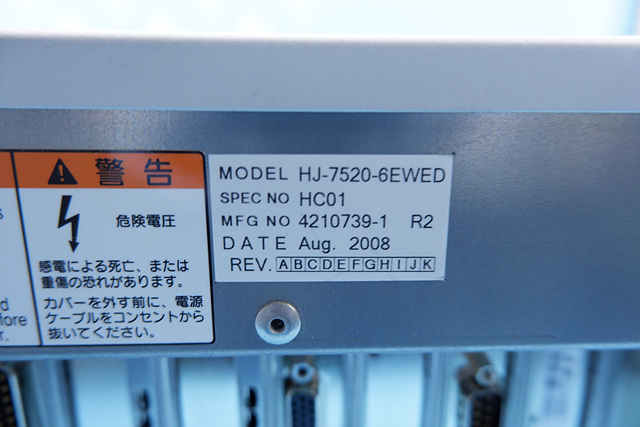 警告
危険電圧
感電による死亡、または
重傷の恐れがあります。
カバーを外す前に、電源
ケーブルをコンセントから
抜いてください。
MODEL HJ-7520-6EWED
SPEC NO HC01
MFG NO 4210739-1 R2
DATE Aug. 2008
REV. ABCDEFGHIJK